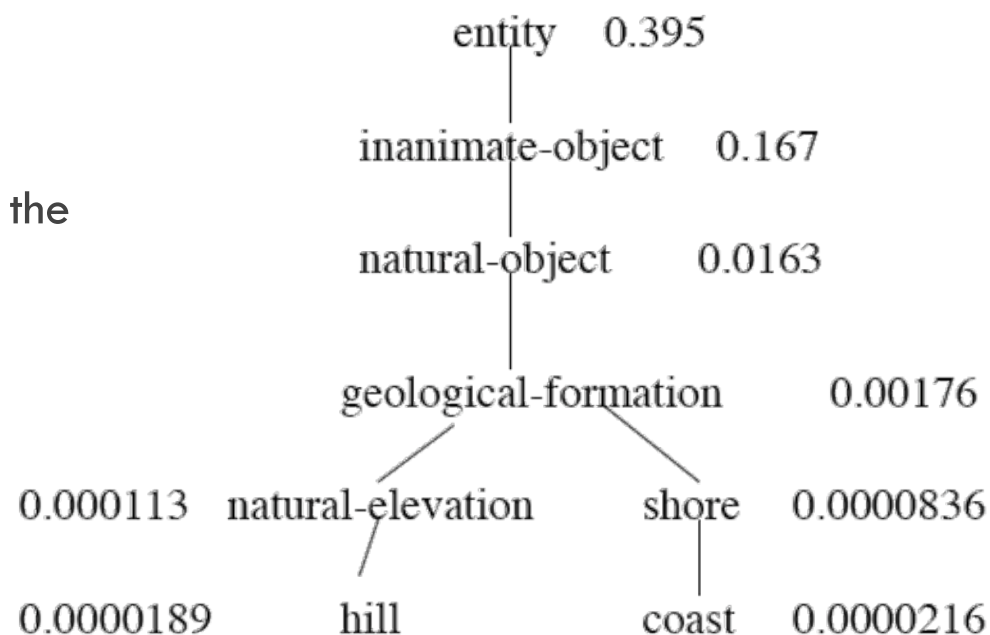 entity 0.395
inanimate-object 0.167
the
natural-object 0.0163
geological-formation 0.00176
0.000113 natural-elevation shore 0.0000836
0.0000189 hill coast 0.0000216